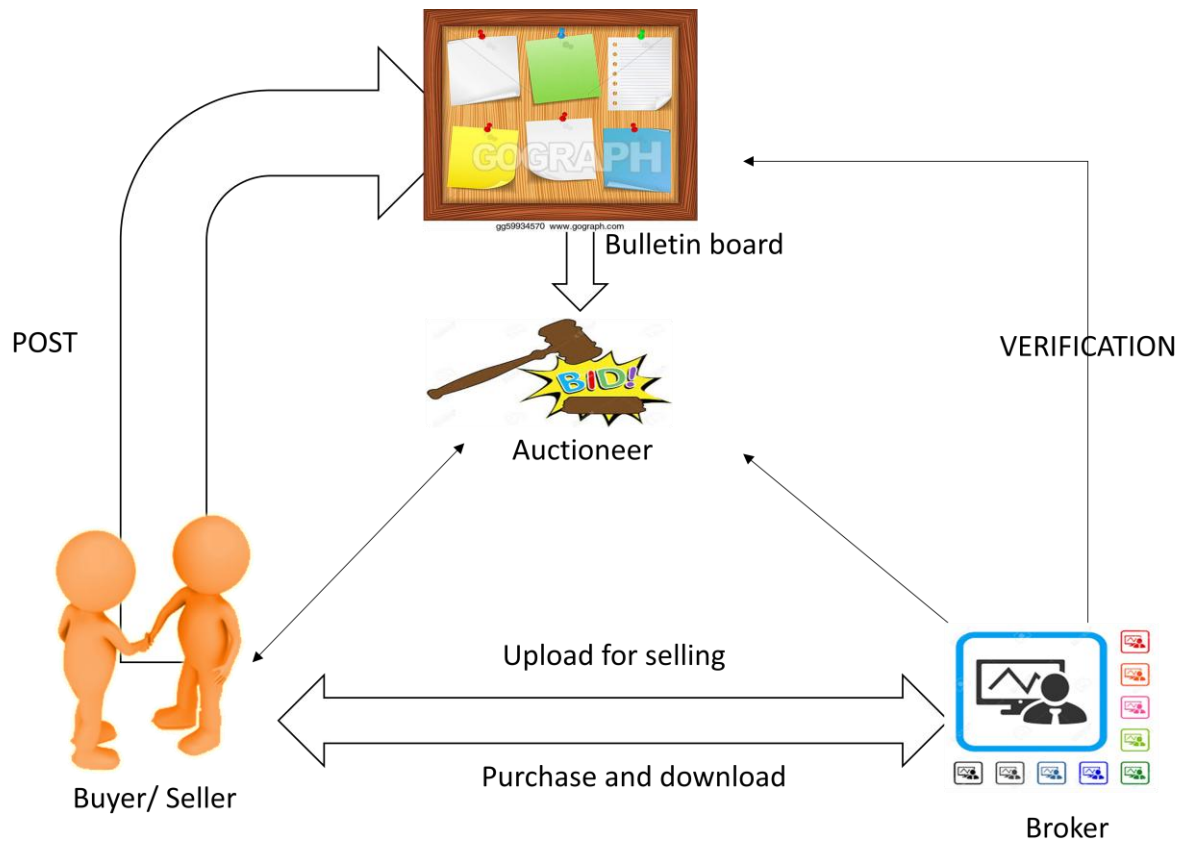 GOGRAPH
gg59934570 www.gograph.com
Bulletin board
POST
VERIFICATION
BID!
Auctioneer
Upload for selling
Purchase and download
Buyer/ Seller
Broker